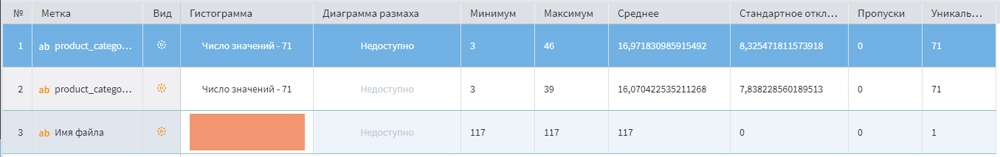 № Метка Вид Гистограмма Диаграмма размаха Минимум Максимум Среднее Стандартное откл... Пропуски Уникаль...
1 ab product_catego... Число значений - 71 Недоступно 3 46 16,971830985915492 8,325471811573918 0 71
2 ab product_catego... Число значений - 71 Недоступно 3 39 16,070422535211268 7,838228560189513 0 71
3 ab Имя файла Недоступно 117 117 117 0 0 1